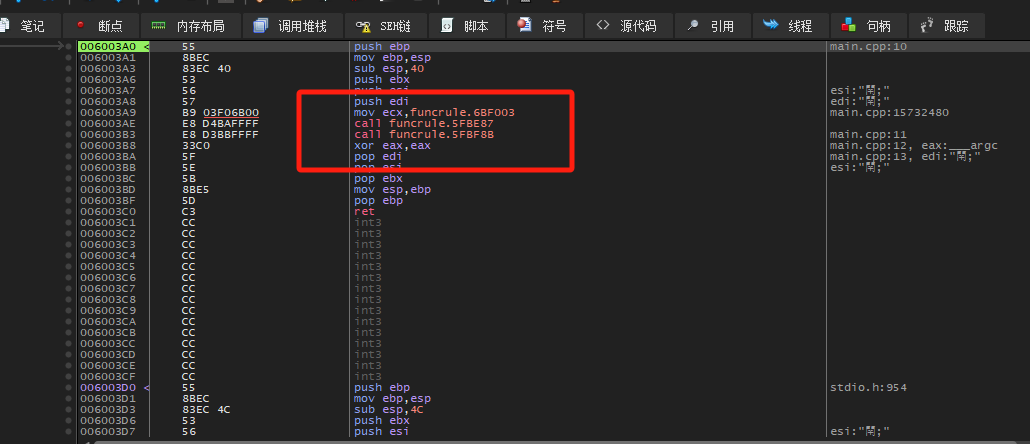 笔记 断点 内存布局 调用堆栈 SEH链 脚本 符号 源代码 引用 线程 句柄 跟踪
006003A0 < 55 push ebp main.cpp:10
006003A1 8BEC mov ebp,esp
006003A3 83EC 40 sub esp,40
006003A6 53 push ebx
006003A7 56 push esi esi:"閈;"
006003A8 57 push edi edi:"閈;"
006003A9 B9 03F06B00 mov ecx,funcrule.6BF003 main.cpp:15732480
006003AE E8 D4BAFFFF call funcrule.5FBE87
006003B3 E8 D3BBFFFF call funcrule.5FBF8B main.cpp:11
006003B8 33C0 xor eax,eax main.cpp:12, eax:___argc
006003BA 5F pop edi main.cpp:13, edi:"閈;"
5E pop esi esi:"閈;"
006003BC 5B pop ebx
006003BD 8BE5 mov esp,ebp
006003BF 5D pop ebp
006003C0 C3 ret
006003C1 CC int3
006003C2 CC int3
006003C3 CC int3
006003C4 CC int3
006003C5 CC int3
006003C6 CC int3
006003C7 CC int3
006003C8 CC int3
006003C9 CC int3
006003CA CC int3
006003CB CC int3
006003CC CC int3
006003CD CC int3
006003CE CC int3
006003CF CC int3
006003D0 < 55 push ebp stdio.h:954
006003D1 8BEC mov ebp,esp
006003D3 83EC 4C sub esp,4C
006003D6 53 push ebx
006003D7 56 push esi esi:"閈;"